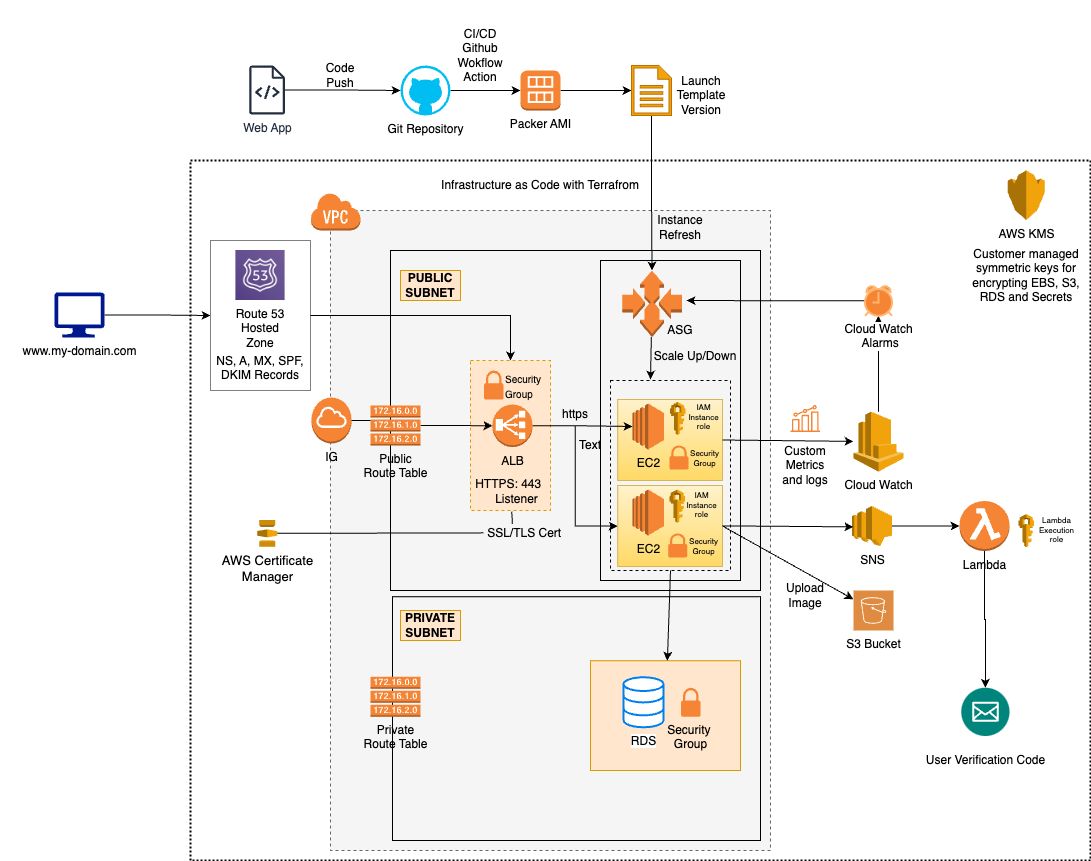 CI/CD
Github
Wokflow
Action
Code
Push
Launch
Template
Version
Web App
Git Repository
Packer AMI
Infrastructure as Code with Terrafrom
VPC
Instance
Refresh
AWS KMS
Customer managed
symmetric keys for
encrypting EBS, S3,
RDS and Secrets
53
Route 53
Hosted
Zone
NS, A, MX, SPF,
DKIM Records
www.my-domain.com
PUBLIC
SUBNET
ASG
Scale Up/Down
Cloud Watch
Alarms
Security
Group
ALB
HTTPS: 443
Listener
SSL/TLS Cert
IG
172.16.0.0
172.16.1.0
172.16.2.0
Public
Route Table
https
Text
IAM
Instance
role
EC2
Security
Group
IAM
Instance
role
EC2
Security
Group
Custom
Metrics
and logs
Cloud Watch
SNS
Lambda
Lambda
Execution
role
AWS Certificate
Manager
Upload
Image
S3 Bucket
PRIVATE
SUBNET
172.16.0.0
172.16.1.0
172.16.2.0
Private
Route Table
RDS
Security
Group
User Verification Code